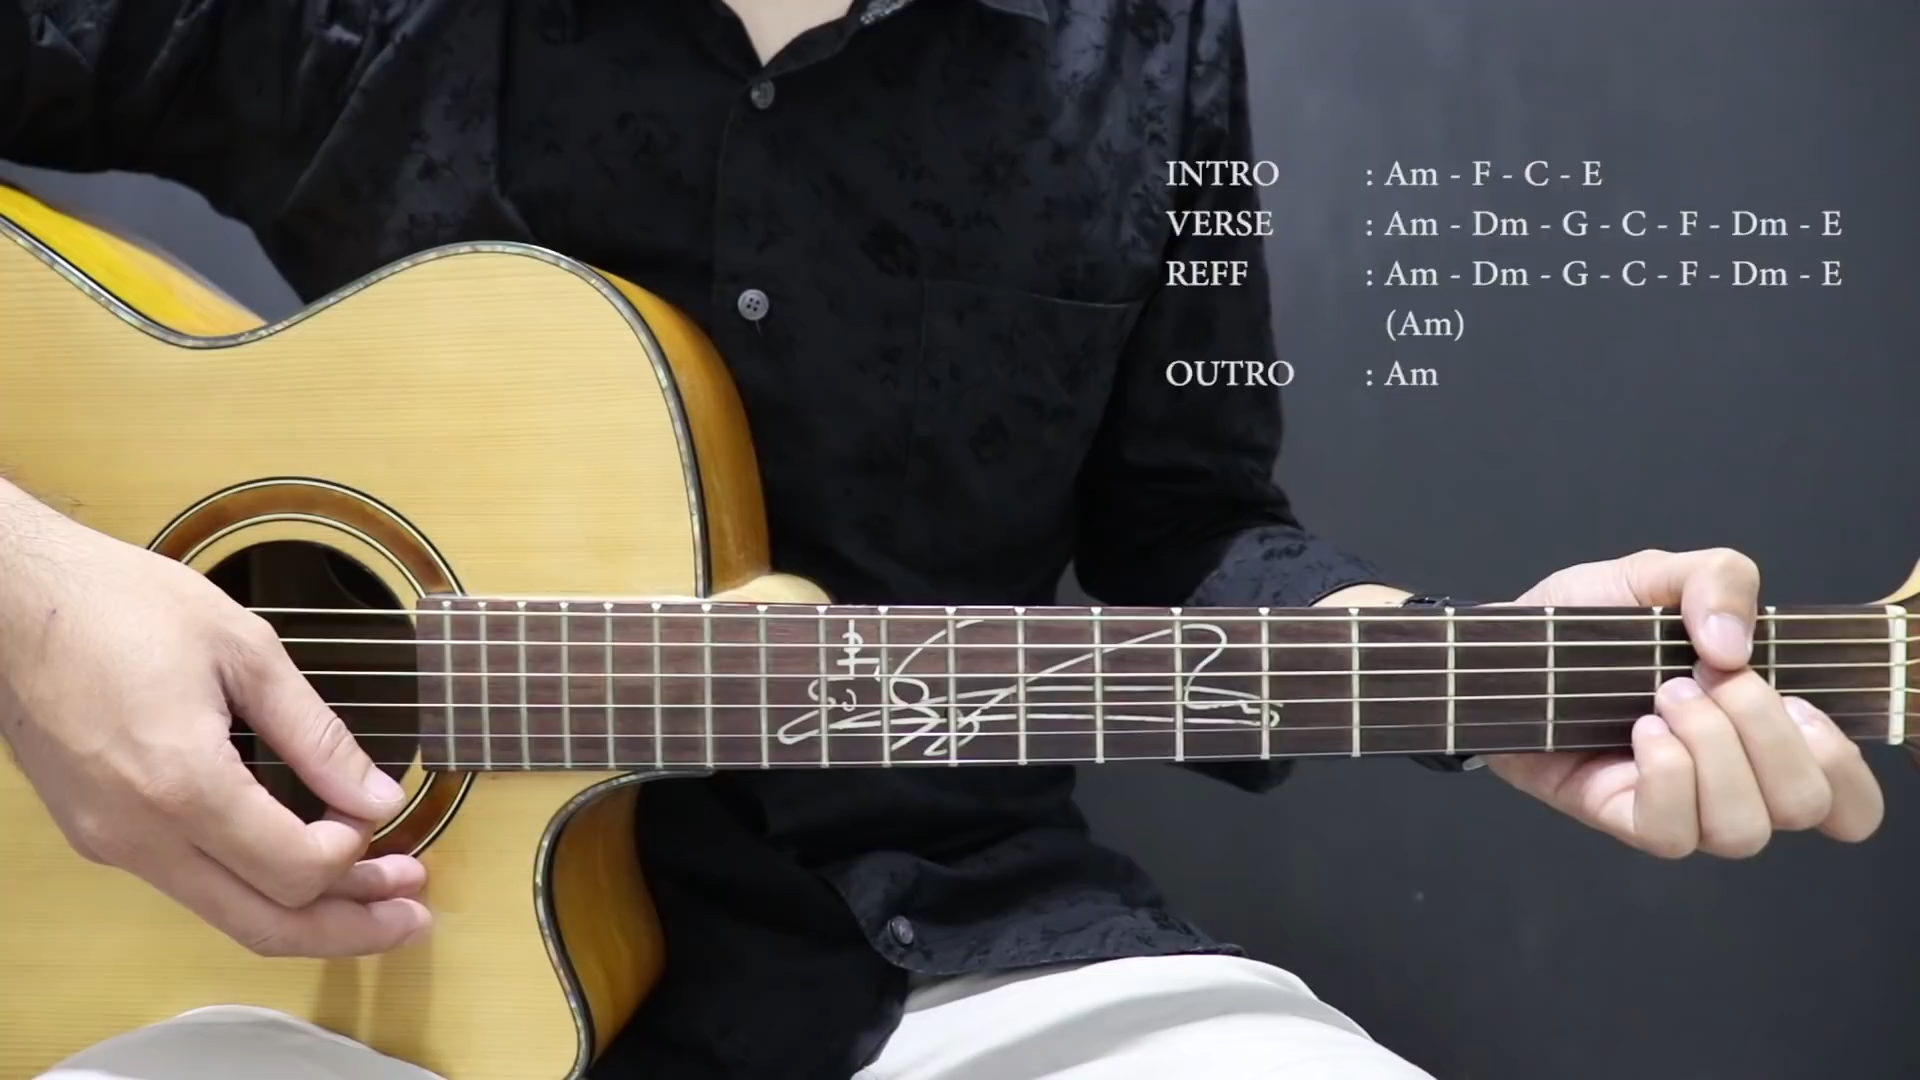 INTRO : Am - F - C - E
VERSE : Am - Dm - G - C - F - Dm - E
REFF : Am - Dm - G - C - F - Dm - E
(Am)
OUTRO : Am